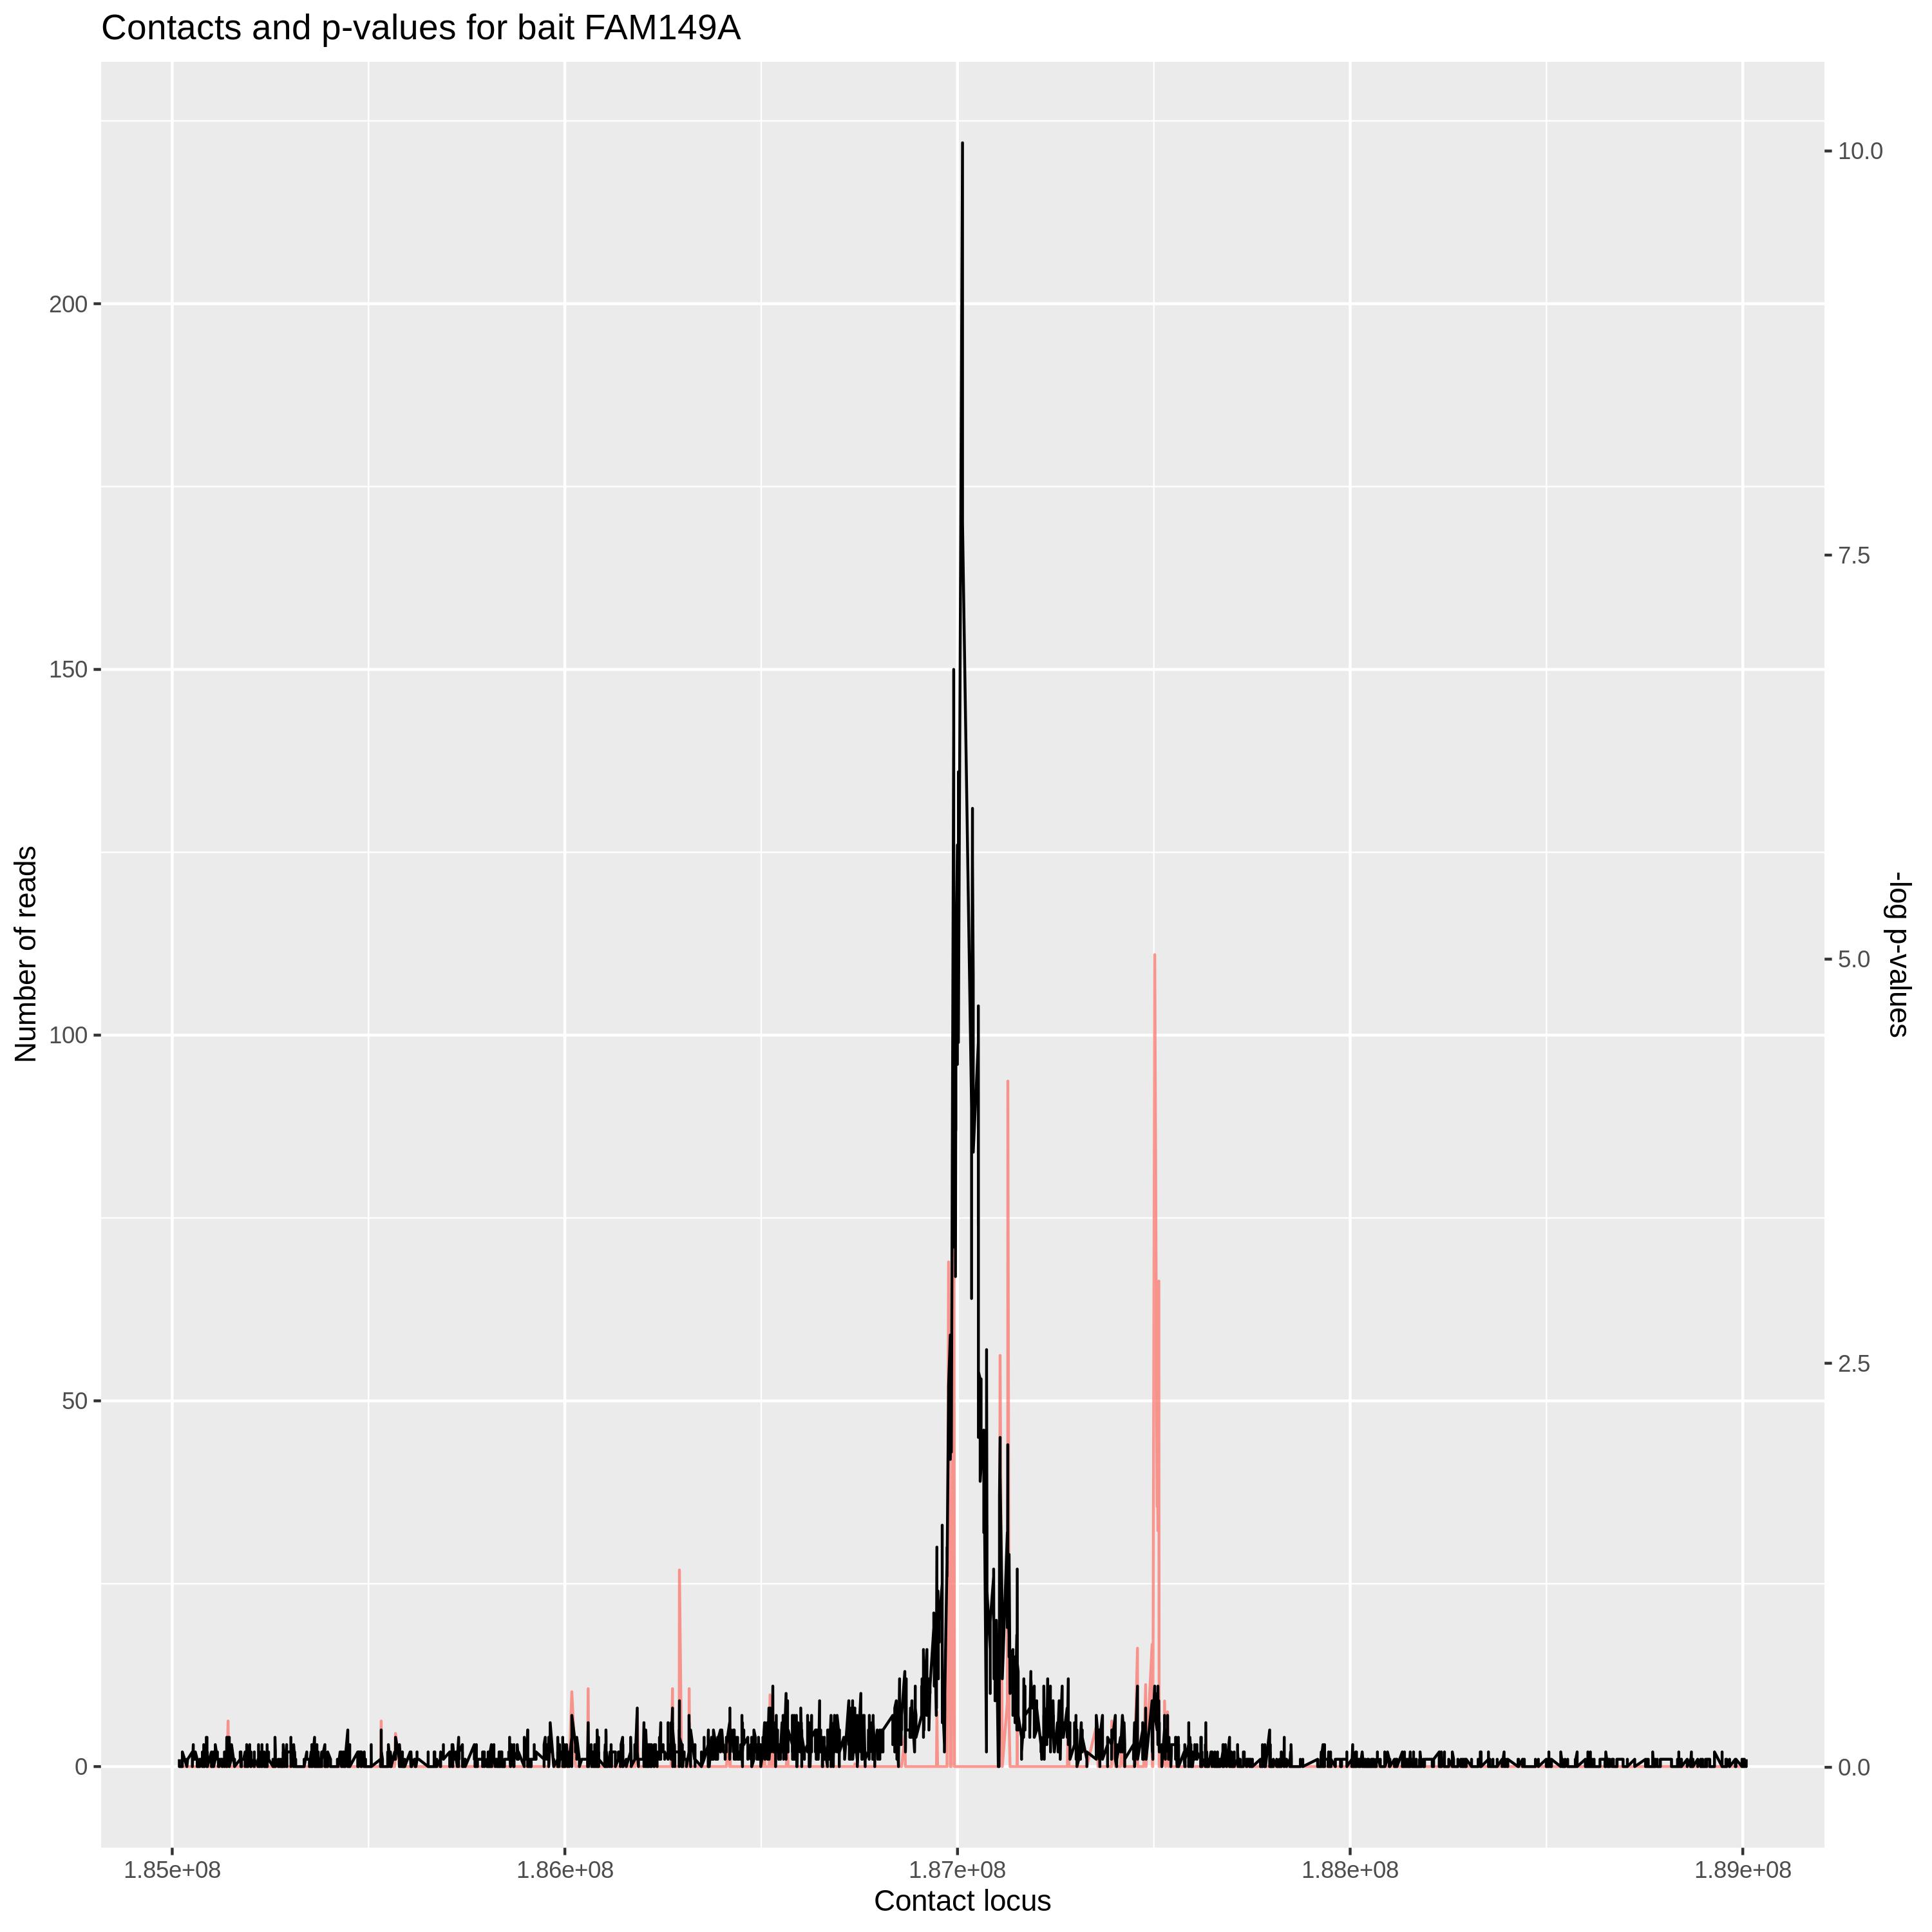 Contacts and p-values for bait FAM149A
Number of reads
200
150
100
50
0
10.0
7.5
5.0
2.5
0.0
-log p-values
1.85e+08
1.86e+08
1.87e+08
1.88e+08
1.89e+08
Contact locus